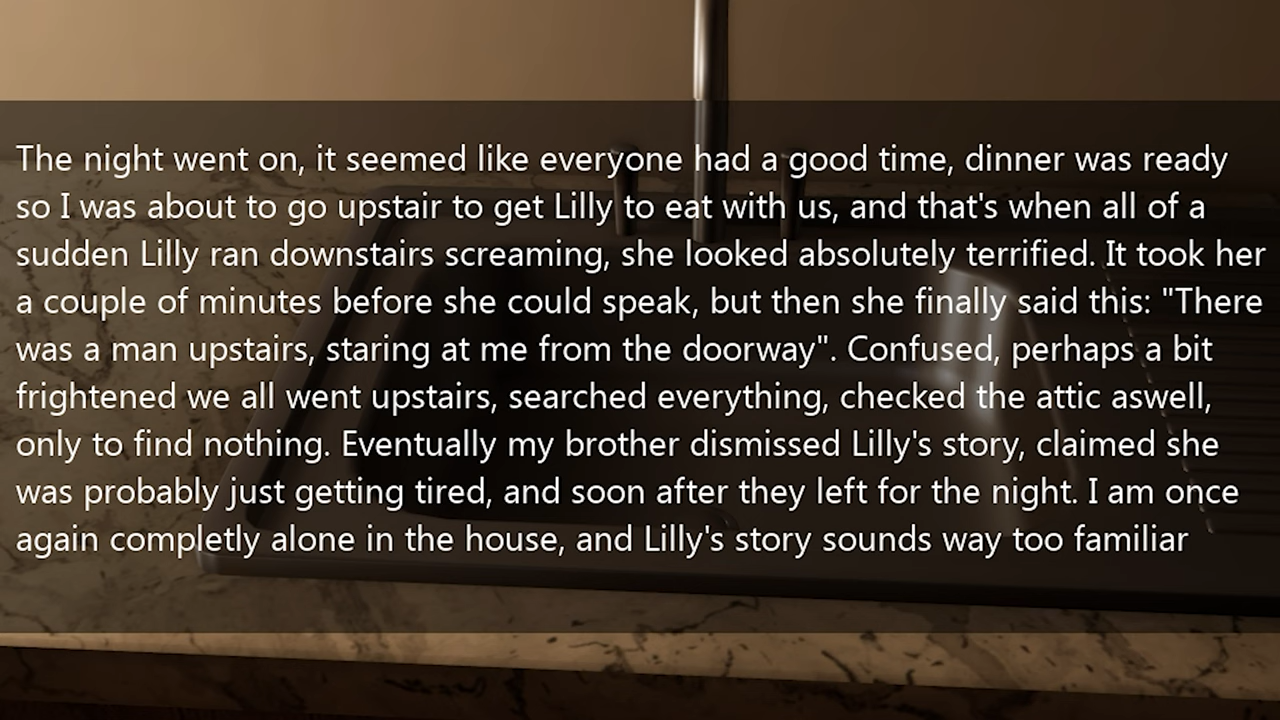 The night went on, it seemed like everyone had a good time, dinner was ready
so I was about to go upstair to get Lilly to eat with us, and that's when all of a
sudden Lilly ran downstairs screaming, she looked absolutely terrified. It took her
a couple of minutes before she could speak, but then she finally said this: "There
was a man upstairs, staring at me from the doorway". Confused, perhaps a bit
frightened we all went upstairs, searched everything, checked the attic aswell,
only to find nothing. Eventually my brother dismissed Lilly's story, claimed she
was probably just getting tired, and soon after they left for the night. I am once
again completly alone in the house, and Lilly's story sounds way too familiar